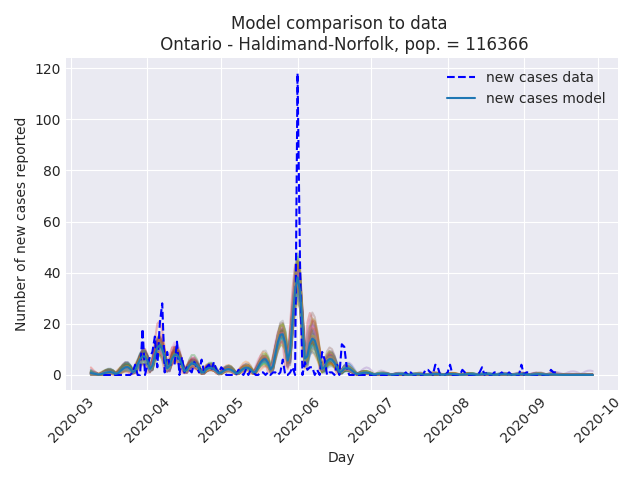 Model comparison to data
Ontario - Haldimand-Norfolk, pop. = 116366
new cases data
new cases model
Number of new cases reported
120
100
80
60
40
20
0
2020-03
2020-04
2020-05
2020-06
2020-07
2020-08
2020-09
2020-10
Day